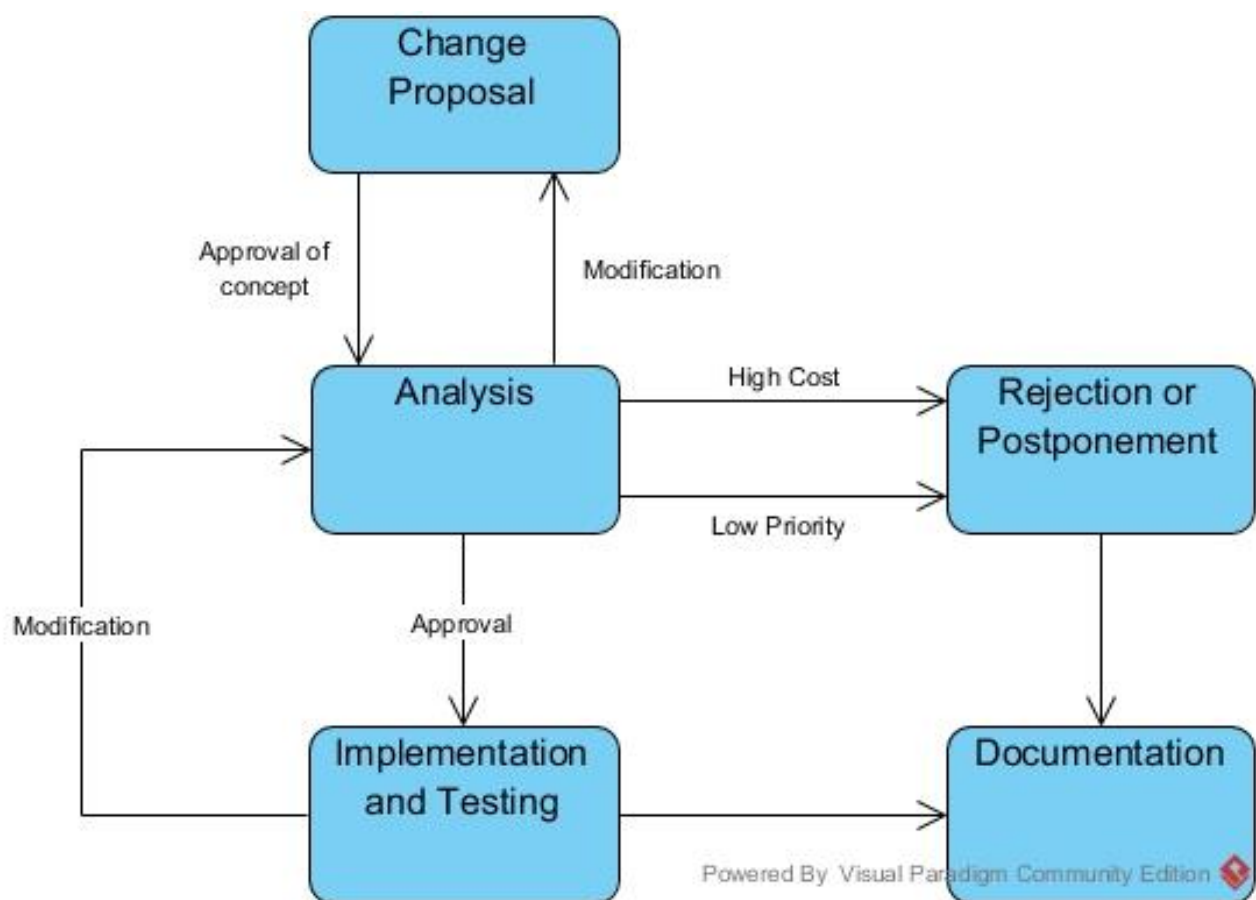 Change
Proposal
Approval of
concept
Modification
Analysis
High Cost
Rejection or
Postponement
Low Priority
Modification
Approval
Implementation
and Testing
Documentation
Powered By Visual Paradigm Community Edition